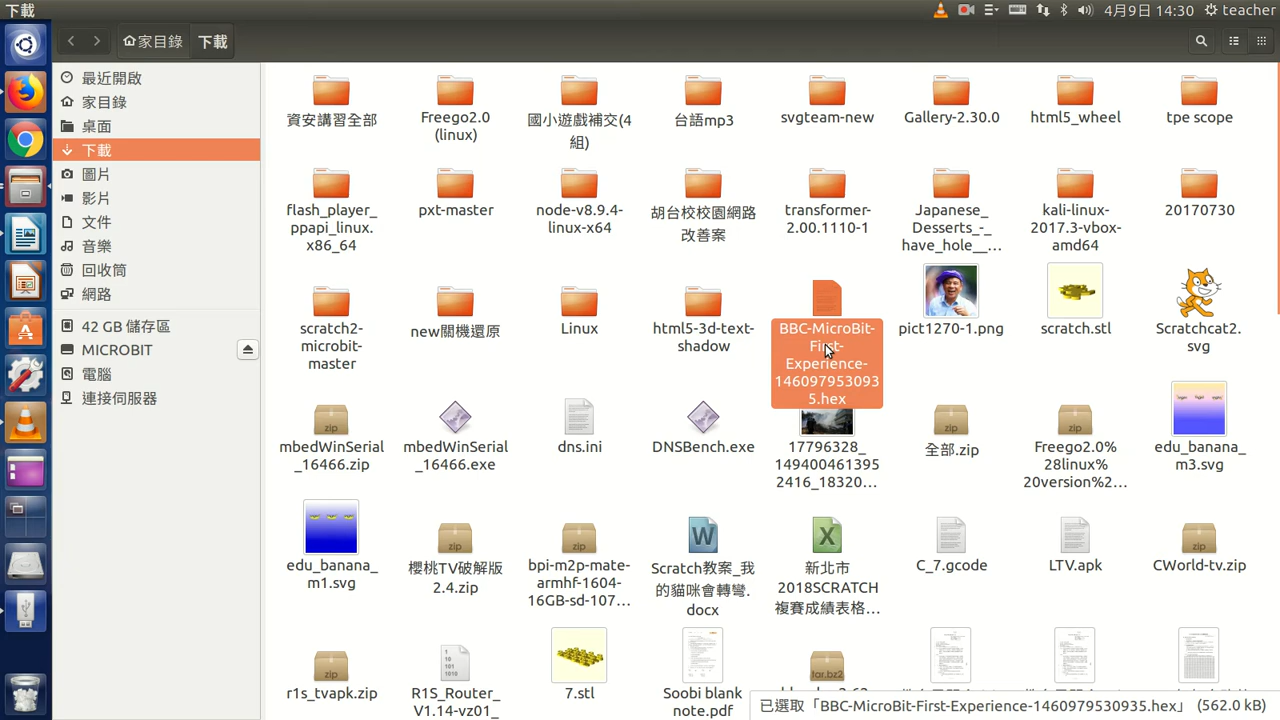 下載
4月9日 14:30
teacher
家目錄
下載
最近開啟
家目錄
桌面
下載
圖片
影片
文件
音樂
回收筒
網路
42 GB 儲存區
MICROBIT
電腦
連接伺服器
資安講習全部
Freego2.0
(linux)
國小遊戲補交(4
組)
台語mp3
svgteam-new
Gallery-2.30.0
html5_wheel
tpe scope
flash_player_
ppapi_linux.
x86_64
pxt-master
node-v8.9.4-
linux-x64
胡台校校園網路
改善案
transformer-
2.00.1110-1
Japanese_
Desserts_-_
have_hole__...
kali-linux-
2017.3-vbox-
amd64
20170730
scratch2-
microbit-
master
new關機還原
Linux
html5-3d-text-
shadow
BBC-MicroBit-
First-
Experience-
146097953093
5.hex
pict1270-1.png
scratch.stl
Scratchcat2.
svg
mbedWinSerial
_16466.zip
mbedWinSerial
_16466.exe
dns.ini
DNSBench.exe
17796328_
149400461395
2416_18320...
全部.zip
Freego2.0%
28linux%
20version%2...
edu_banana_
m3.svg
edu_banana_
m1.svg
櫻桃TV破解版
2.4.zip
bpi-m2p-mate-
armhf-1604-
16GB-sd-107...
Scratch教案_我
的貓咪會轉彎.
docx
新北市
2018SCRATCH
複賽成績表格...
C_7.gcode
LTV.apk
CWorld-tv.zip
r1s_tvapk.zip
R1S_Router_
V1.14-vz01_
7.stl
Soobi blank
note.pdf
已選取「BBC-MicroBit-First-Experience-1460979530935.hex」 (562.0 kB)